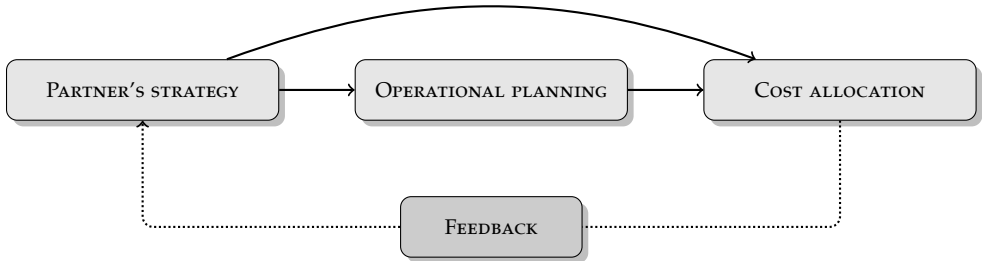 Partner's strategy
Operational planning
Cost allocation
Feedback